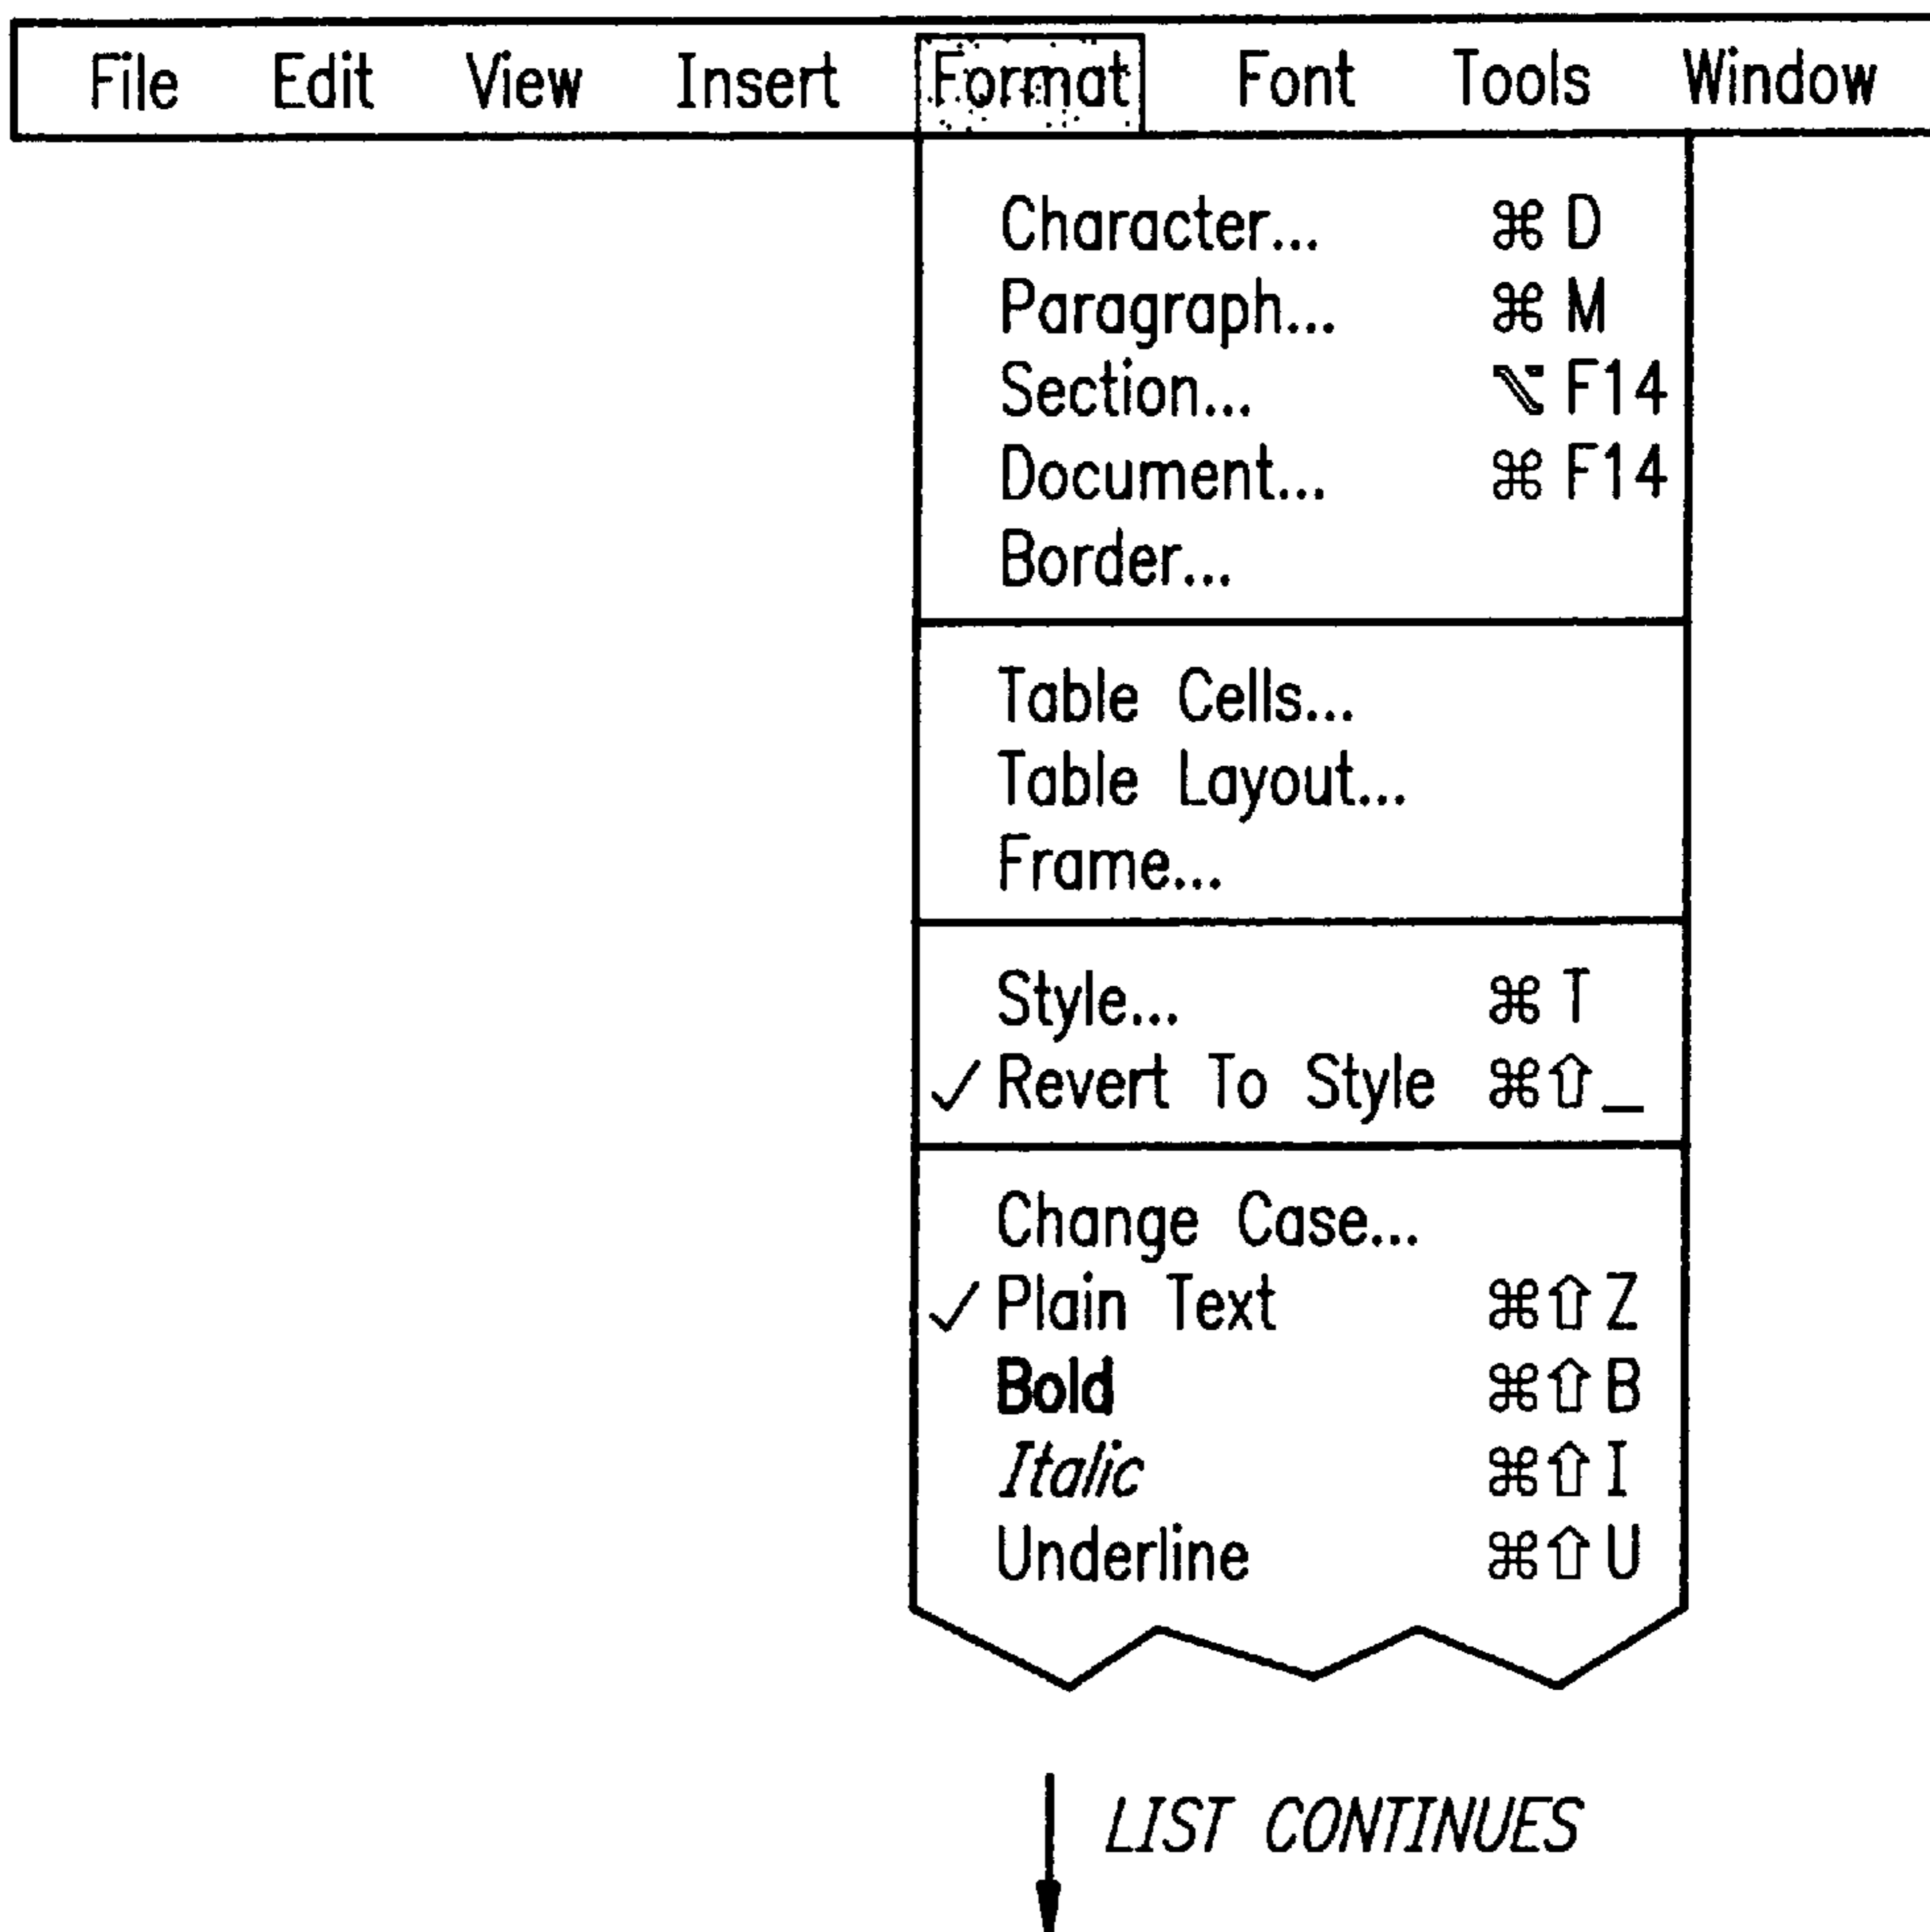 File Edit View Insert Format Font Tools Window
Character... ⌘ D
Paragraph... ⌘ M
Section... ⌥ F14
Document... ⌘ F14
Border...
Table Cells...
Table Layout...
Frame...
Style... ⌘ T
✓ Revert To Style ⌘⇧_
Change Case...
✓ Plain Text ⌘⇧Z
Bold ⌘⇧B
Italic ⌘⇧I
Underline ⌘⇧U
LIST CONTINUES